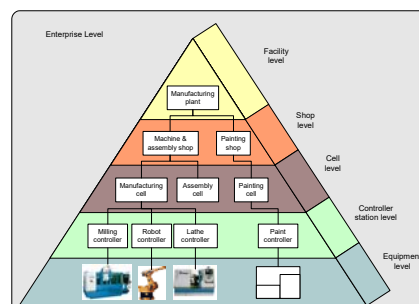 Enterprise Level
Facility
level
Manufacturing
plant
Shop
level
Machine &
assembly shop
Painting
shop
Cell
level
Manufacturing
cell
Assembly
cell
Painting
cell
Controller
station level
Milling
controller
Robot
controller
Lathe
controller
Paint
controller
Equipment
level